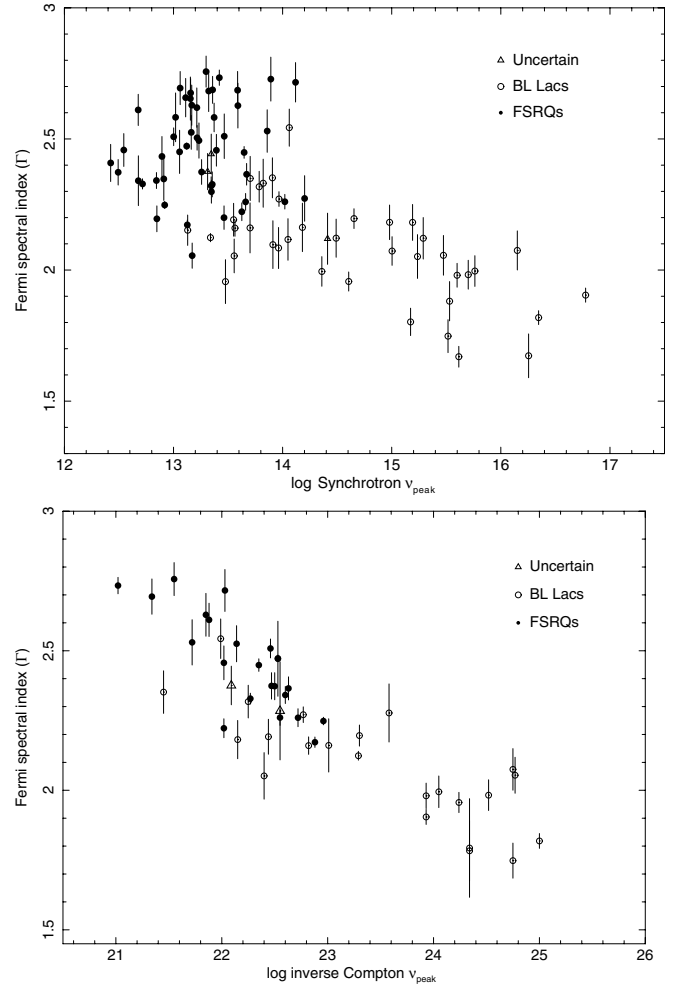 3
2.5
2
1.5
Fermi spectral index (Γ)
Uncertain
BL Lacs
FSRQs
12 13 14 15 16 17
log Synchrotron ν peak
3
2.5
2
1.5
Fermi spectral index (Γ)
Uncertain
BL Lacs
FSRQs
21 22 23 24 25 26
log inverse Compton ν peak